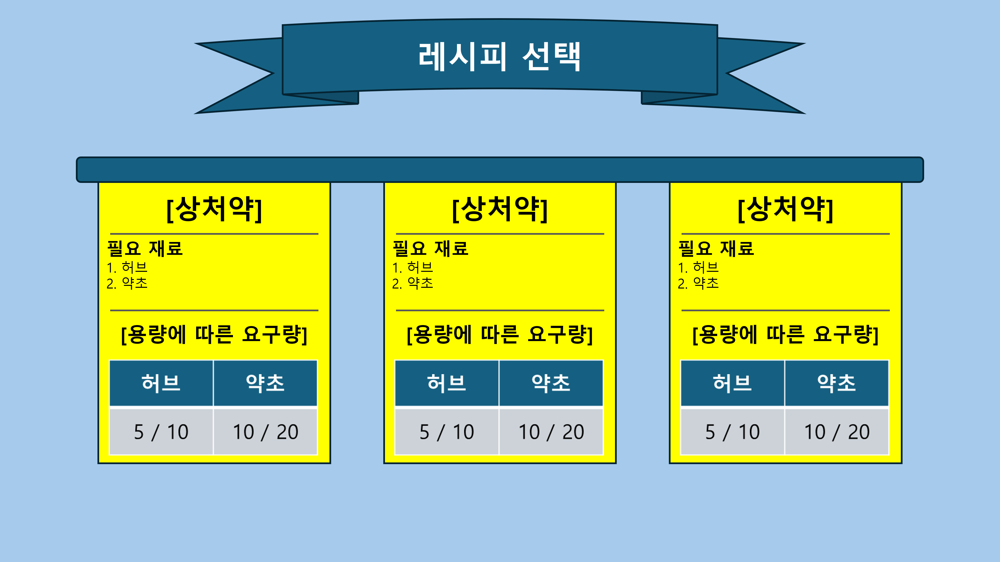 레시피 선택
[상처약]
필요 재료
1. 허브
2. 약초
[용량에 따른 요구량]
허브 약초
5 / 10 10 / 20
[상처약]
필요 재료
1. 허브
2. 약초
[용량에 따른 요구량]
허브 약초
5 / 10 10 / 20
[상처약]
필요 재료
1. 허브
2. 약초
[용량에 따른 요구량]
허브 약초
5 / 10 10 / 20